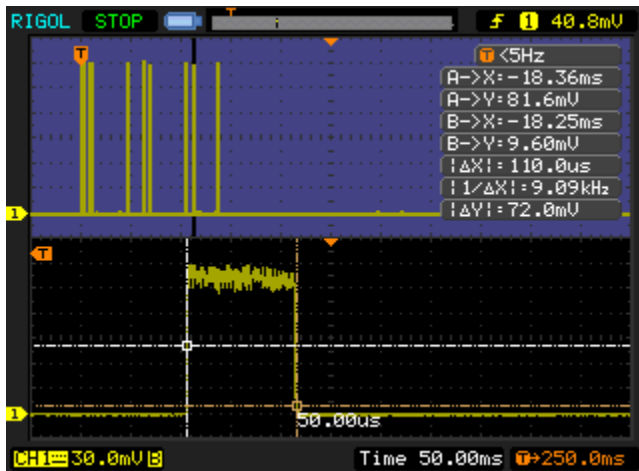 RIGOL STOP T f 1 40.8mV
T
T <5Hz
A->X:-18.36ms
A->Y:81.6mV
B->X:-18.25ms
B->Y:9.60mV
|ΔX|:110.0us
|1/ΔX|:9.09kHz
|ΔY|:72.0mV
1
T
1
50.00us
CH1 30.0mV B Time 50.00ms T→250.0ms